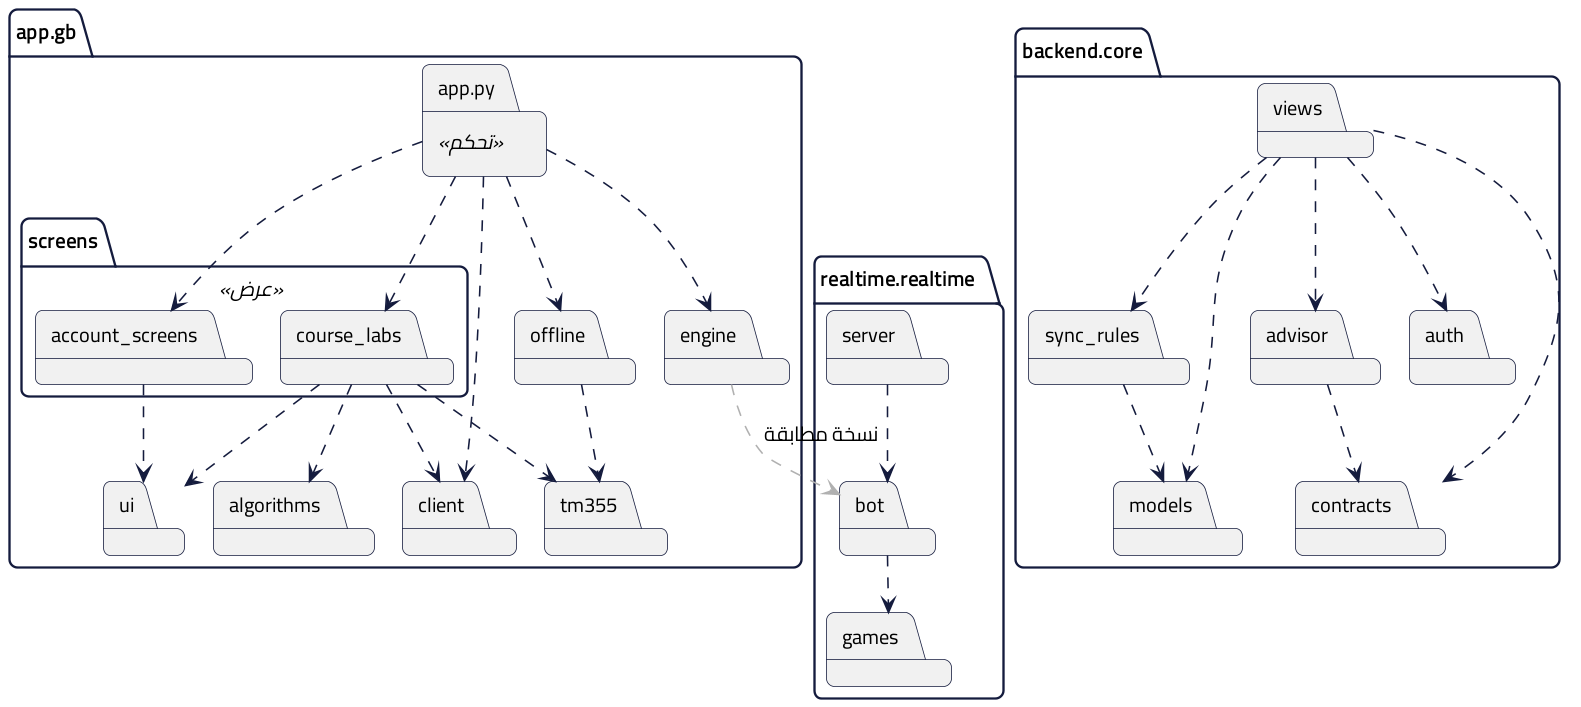 app.gb
app.py
«تحكم»
screens
«عرض»
account_screens
course_labs
offline
engine
ui
algorithms
client
tm355
نسخة مطابقة
realtime.realtime
server
bot
games
backend.core
views
sync_rules
advisor
auth
models
contracts